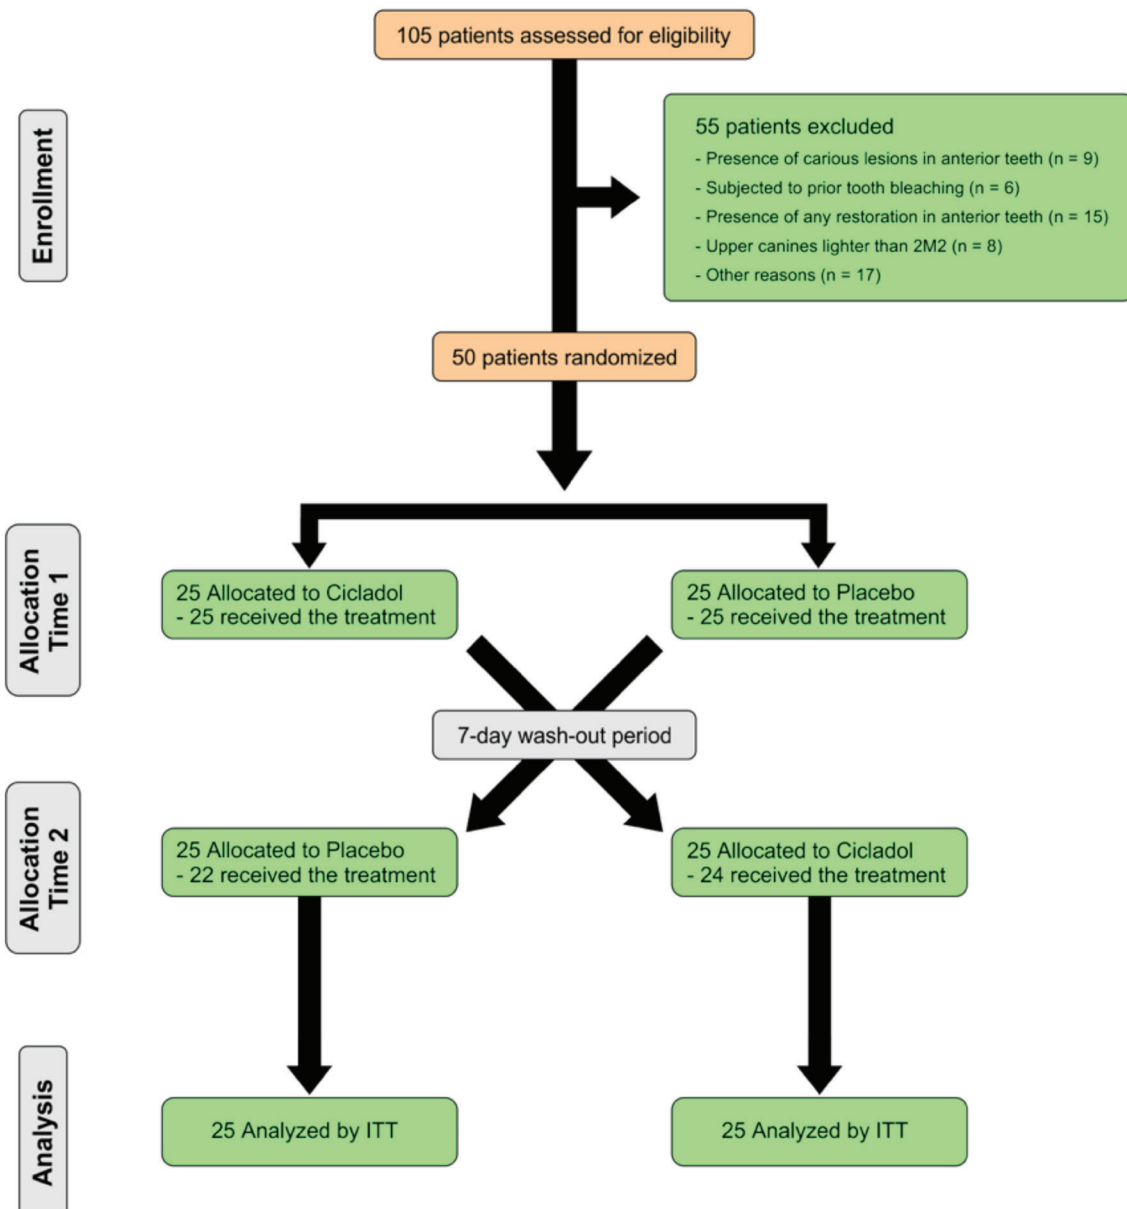 105 patients assessed for eligibility
Enrollment
55 patients excluded
- Presence of carious lesions in anterior teeth (n = 9)
- Subjected to prior tooth bleaching (n = 6)
- Presence of any restoration in anterior teeth (n = 15)
- Upper canines lighter than 2M2 (n = 8)
- Other reasons (n = 17)
50 patients randomized
Allocation
Time 1
25 Allocated to Cicladol
- 25 received the treatment
25 Allocated to Placebo
- 25 received the treatment
7-day wash-out period
Allocation
Time 2
25 Allocated to Placebo
- 22 received the treatment
25 Allocated to Cicladol
- 24 received the treatment
Analysis
25 Analyzed by ITT
25 Analyzed by ITT